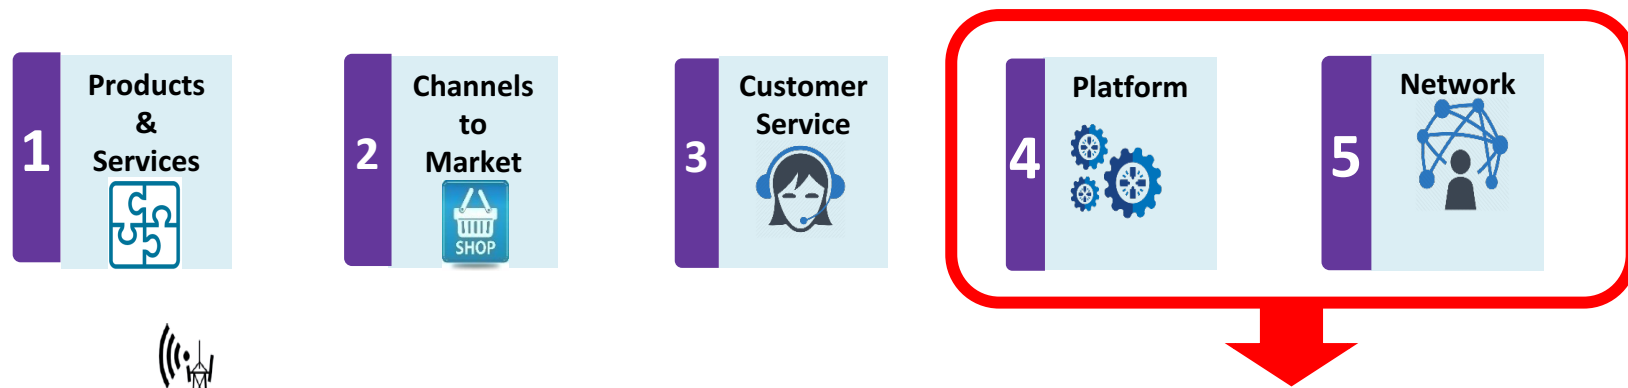 1
Products
&
Services
2
Channels
to
Market
SHOP
3
Customer
Service
4
Platform
5
Network